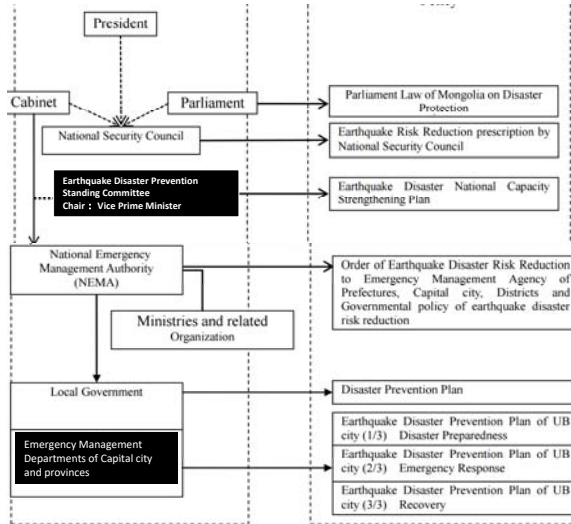 President
Cabinet
Parliament
National Security Council
Earthquake Disaster Prevention
Standing Committee
Chair : Vice Prime Minister
National Emergency
Management Authority
(NEMA)
Ministries and related
Organization
Local Government
Emergency Management
Departments of Capital city
and provinces
Parliament Law of Mongolia on Disaster
Protection
Earthquake Risk Reduction prescription by
National Security Council
Earthquake Disaster National Capacity
Strengthening Plan
Order of Earthquake Disaster Risk Reduction
to Emergency Management Agency of
Prefectures, Capital city, Districts and
Governmental policy of earthquake disaster
risk reduction
Disaster Prevention Plan
Earthquake Disaster Prevention Plan of UB
city (1/3) Disaster Preparedness
Earthquake Disaster Prevention Plan of UB
city (2/3) Emergency Response
Earthquake Disaster Prevention Plan of UB
city (3/3) Recovery